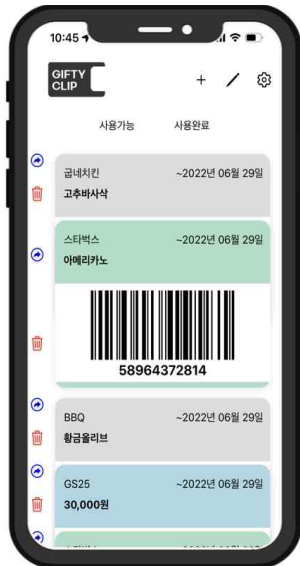 10:45
GIFTY
CLIP
사용가능 사용완료
굽네치킨 ~2022년 06월 29일
고추바사삭
스타벅스 ~2022년 06월 29일
아메리카노
58964372814
BBQ ~2022년 06월 29일
황금올리브
GS25 ~2022년 06월 29일
30,000원